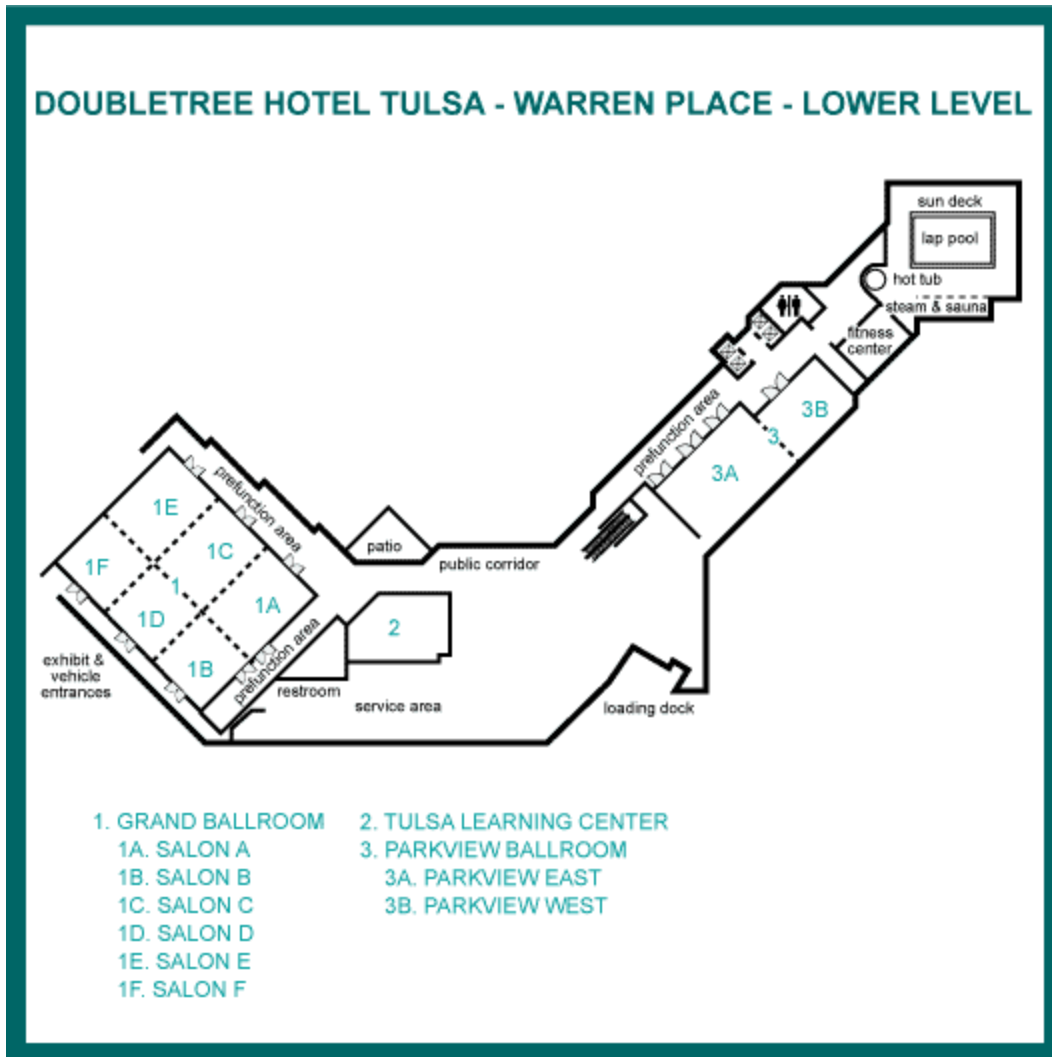 DOUBLETREE HOTEL TULSA - WARREN PLACE - LOWER LEVEL
sun deck
lap pool
hot tub
steam & sauna
fitness
center
3B
prefunction area
3
3A
1E
prefunction area
1C
patio
public corridor
1F
1
1A
1D
2
prefunction area
1B
exhibit &
vehicle
entrances
restroom
service area
loading dock
1. GRAND BALLROOM
1A. SALON A
1B. SALON B
1C. SALON C
1D. SALON D
1E. SALON E
1F. SALON F
2. TULSA LEARNING CENTER
3. PARKVIEW BALLROOM
3A. PARKVIEW EAST
3B. PARKVIEW WEST